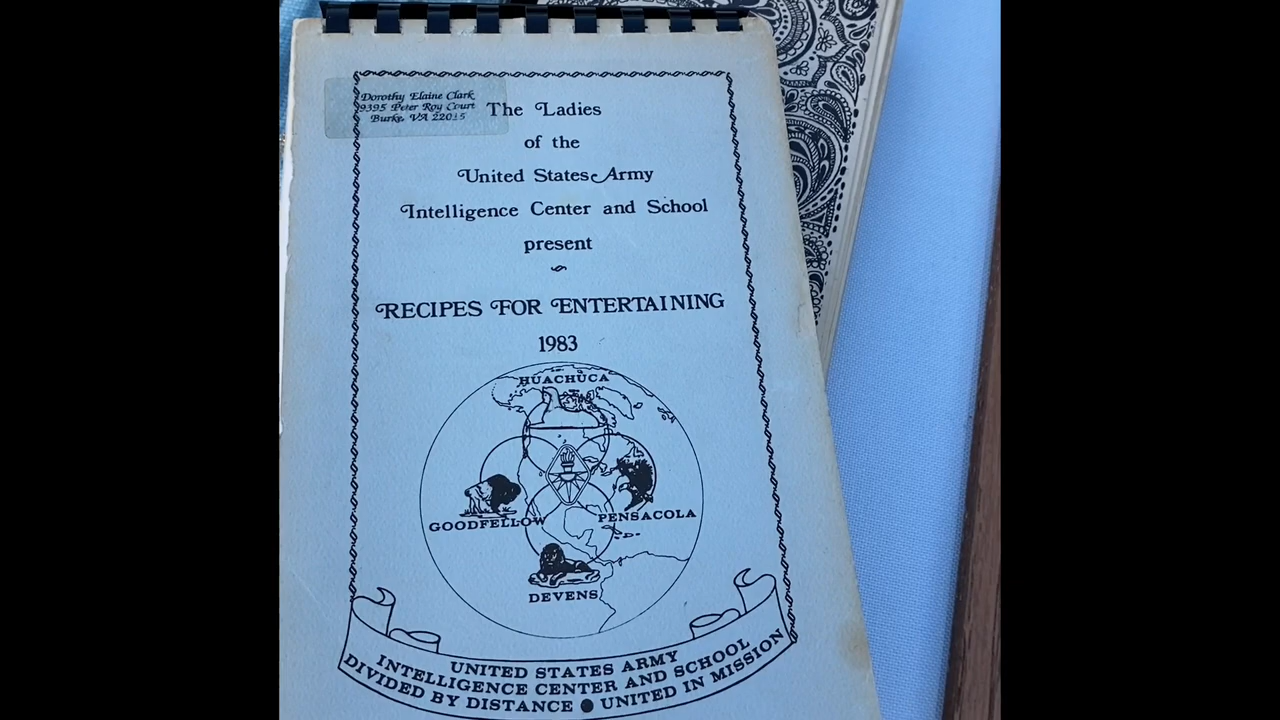 Dorothy Elaine Clark
9395 Peter Roy Court
Burke, VA 22015
The Ladies
of the
United States Army
Intelligence Center and School
present
RECIPES FOR ENTERTAINING
1983
HUACHUCA
GOODFELLOW
PENSACOLA
DEVENS
UNITED STATES ARMY
INTELLIGENCE CENTER AND SCHOOL
DIVIDED BY DISTANCE ● UNITED IN MISSION